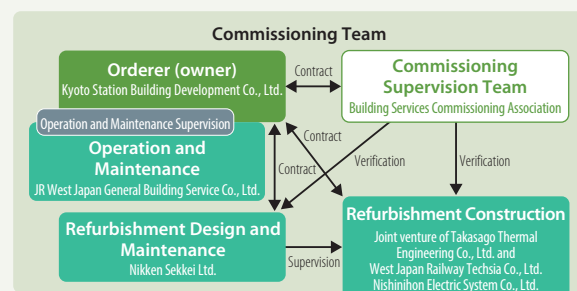 Commissioning Team
Orderer (owner)
Kyoto Station Building Development Co., Ltd.
Contract
Commissioning
Supervision Team
Building Services Commissioning Association
Operation and Maintenance Supervision
Operation and
Maintenance
JR West Japan General Building Service Co., Ltd.
Contract
Contract
Verification
Verification
Refurbishment Design and
Maintenance
Nikken Sekkei Ltd.
Supervision
Refurbishment Construction
Joint venture of Takasago Thermal
Engineering Co., Ltd. and
West Japan Railway Techsia Co., Ltd.
Nishinihon Electric System Co., Ltd.